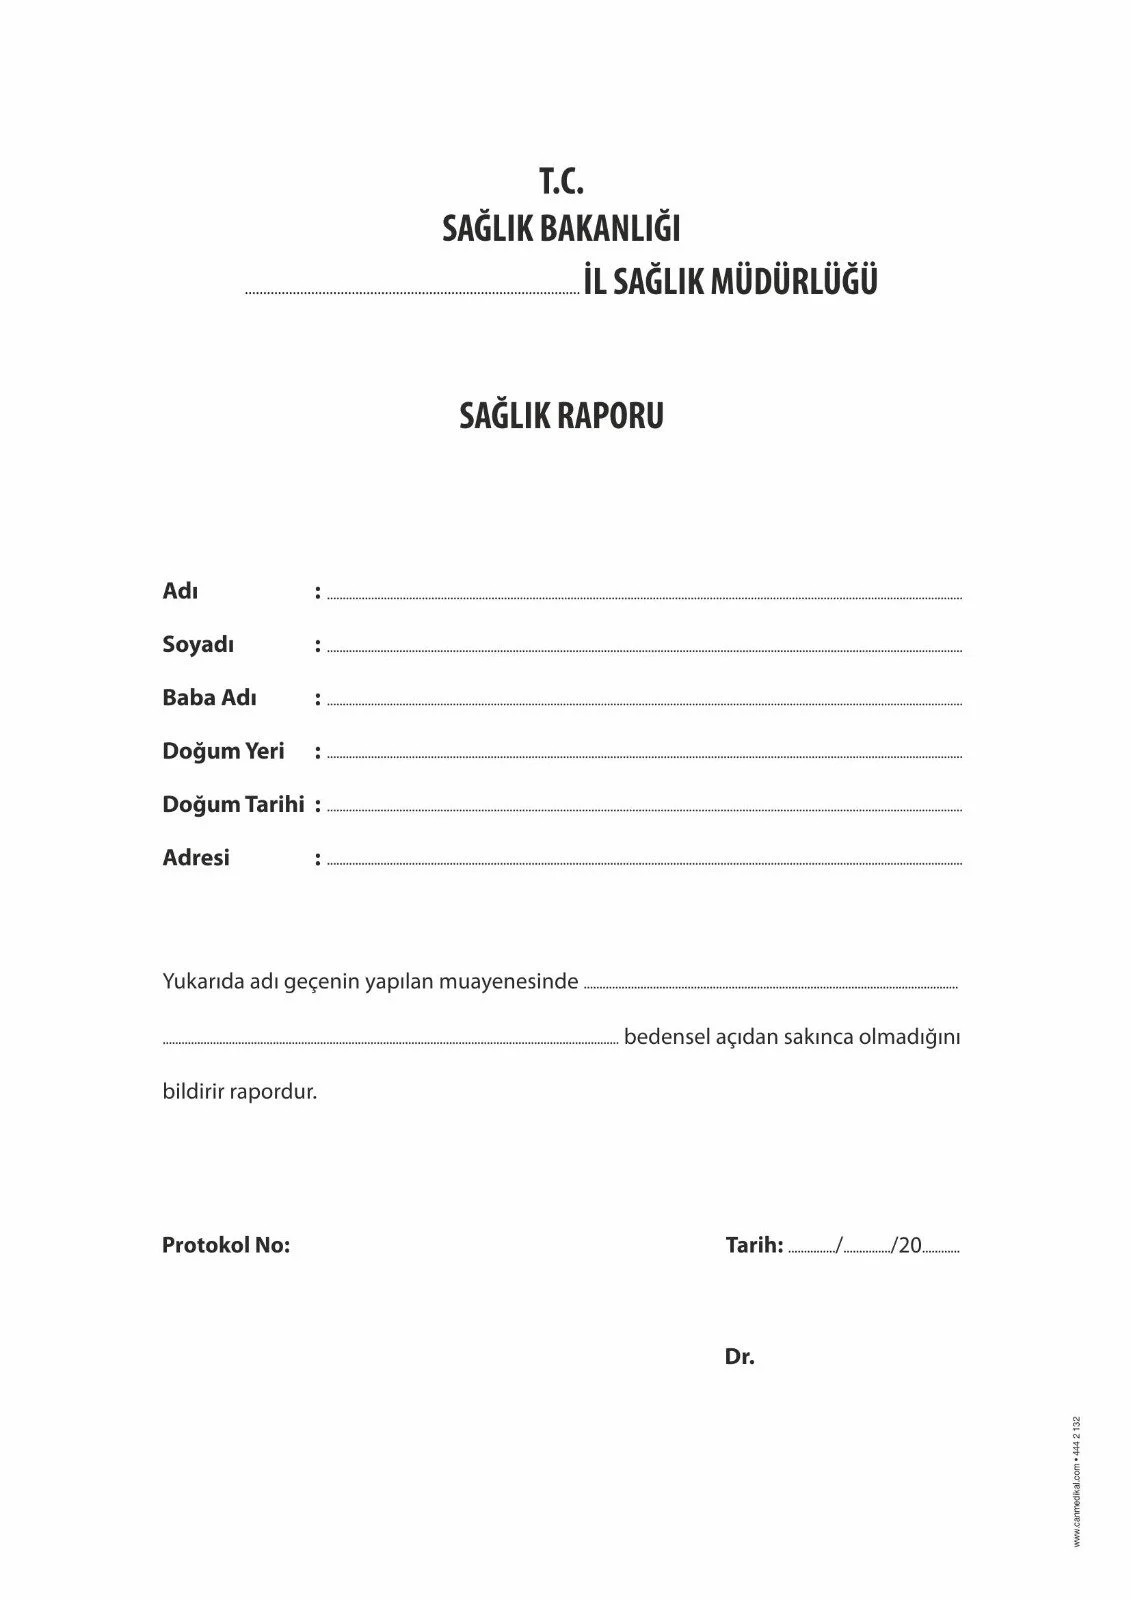 T.C.
SAĞLIK BAKANLIĞI
.......................................................... İL SAĞLIK MÜDÜRLÜĞÜ
SAĞLIK RAPORU
Adı : ..........................................................
Soyadı : ..........................................................
Baba Adı : ..........................................................
Doğum Yeri : ..........................................................
Doğum Tarihi : ..........................................................
Adresi : ..........................................................
Yukarıda adı geçenin yapılan muayenesinde ..........................................................
.......................................................... bedensel açıdan sakınca olmadığını
bildirir rapordur.
Protokol No: Tarih: ............/............/20..........
Dr.
www.canmedikal.com • 444 2 132